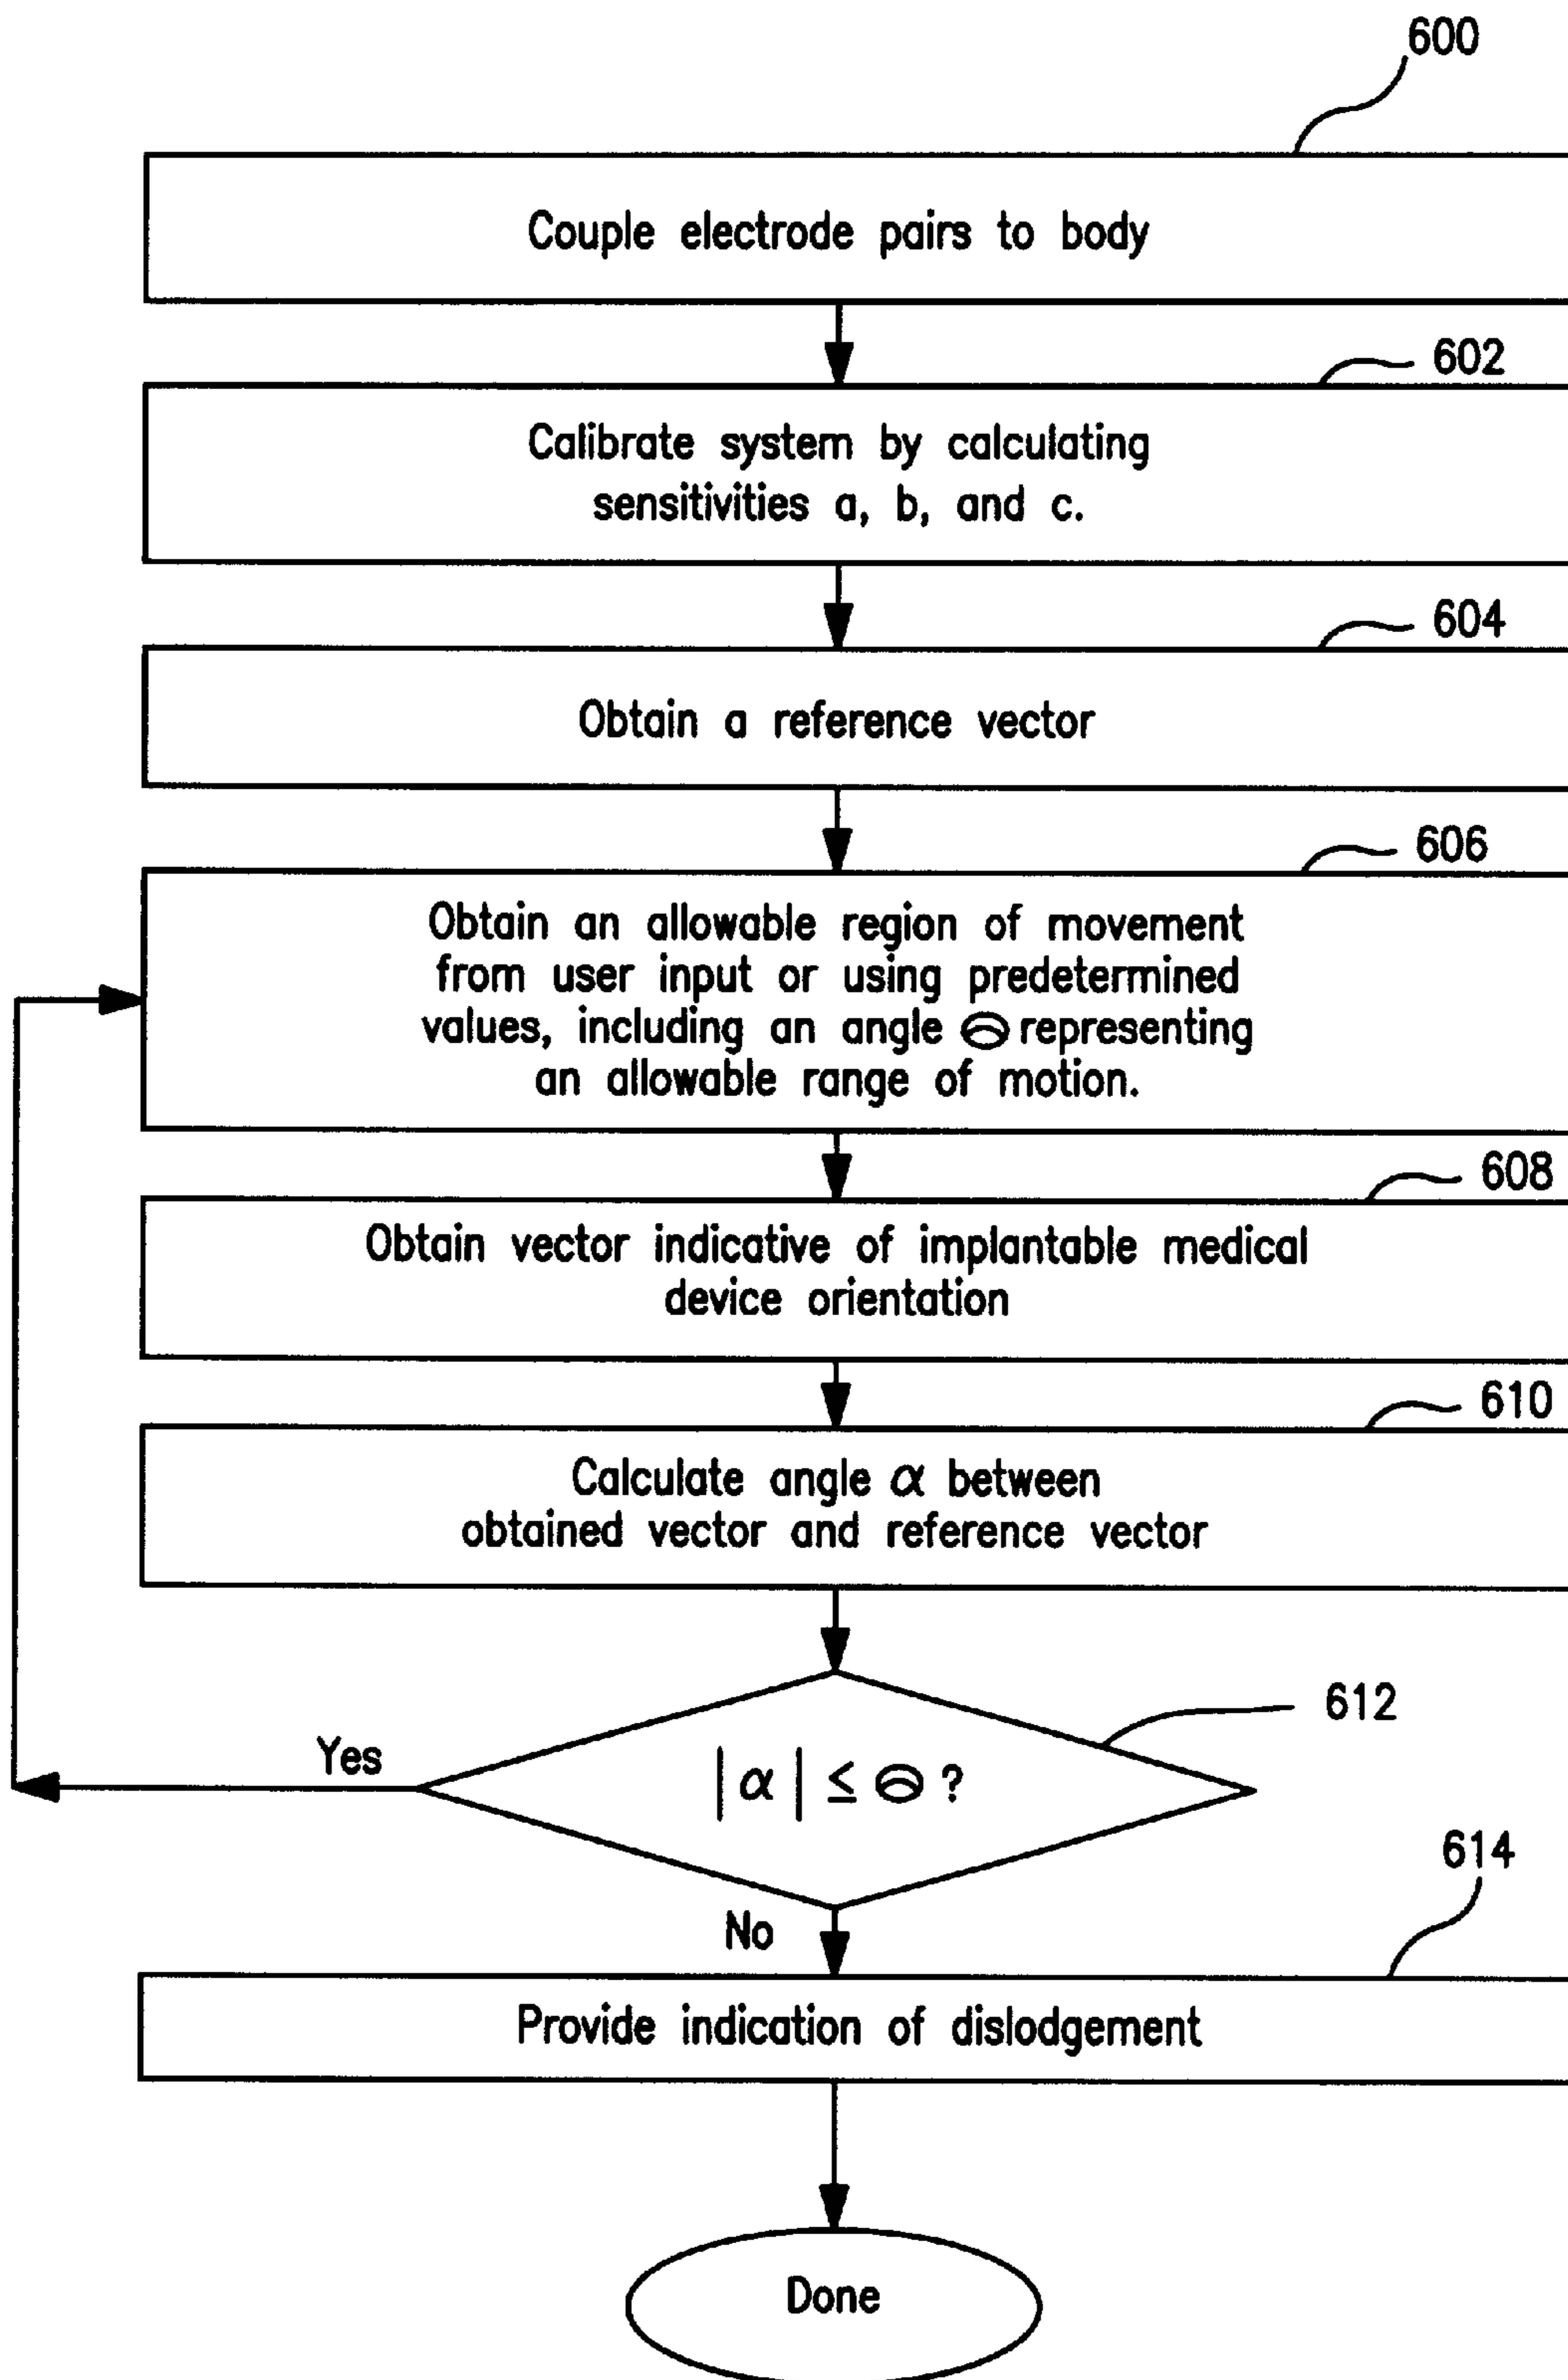 600
Couple electrode pairs to body
602
Calibrate system by calculating
sensitivities a, b, and c.
604
Obtain a reference vector
606
Obtain an allowable region of movement
from user input or using predetermined
values, including an angle Θ representing
an allowable range of motion.
608
Obtain vector indicative of implantable medical
device orientation
610
Calculate angle α between
obtained vector and reference vector
612
Yes
|α| ≤ Θ ?
614
No
Provide indication of dislodgement
Done